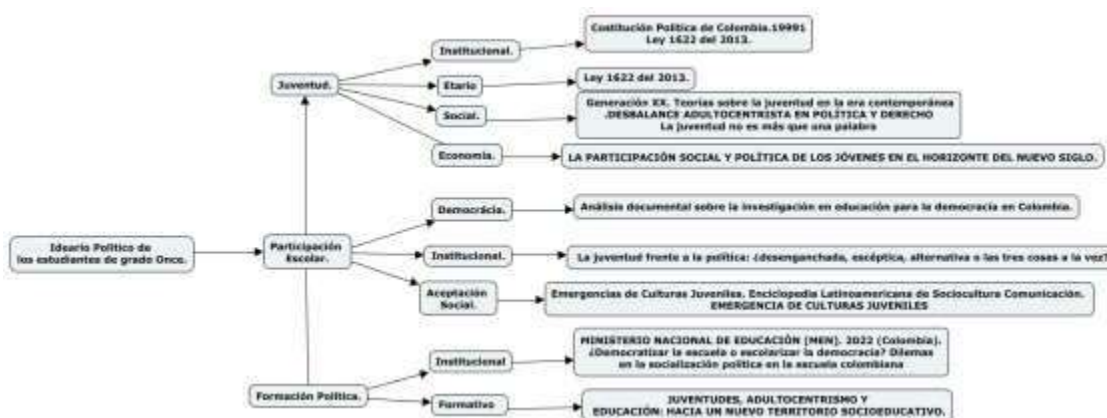 Costitución Política de Colombia.19991
Ley 1622 del 2013.
Institucional.
Juventud.
Etario
Ley 1622 del 2013.
Social.
Generación XX. Teorías sobre la juventud en la era contemporánea
.DESBALANCE ADULTOCENTRISTA EN POLÍTICA Y DERECHO
La juventud no es más que una palabra
Economía.
LA PARTICIPACIÓN SOCIAL Y POLÍTICA DE LOS JÓVENES EN EL HORIZONTE DEL NUEVO SIGLO.
Democrácia.
Análisis documental sobre la investigación en educación para la democracia en Colombia.
Ideario Político de
los estudiantes de grado Once.
Participación
Escolar.
Institucional.
La juventud frente a la política: ¿desenganchada, escéptica, alternativa o las tres cosas a la vez?
Aceptación
Social.
Emergencias de Culturas Juveniles. Enciclopedia Latinoamericana de Sociocultura Comunicación.
EMERGENCIA DE CULTURAS JUVENILES
Institucional
MINISTERIO NACIONAL DE EDUCACIÓN [MEN]. 2022 (Colombia).
¿Democratizar la escuela o escolarizar la democracia? Dilemas
en la socialización política en la escuela colombiana
Formación Política.
Formativo
JUVENTUDES, ADULTOCENTRISMO Y
EDUCACIÓN: HACIA UN NUEVO TERRITORIO SOCIOEDUCATIVO.